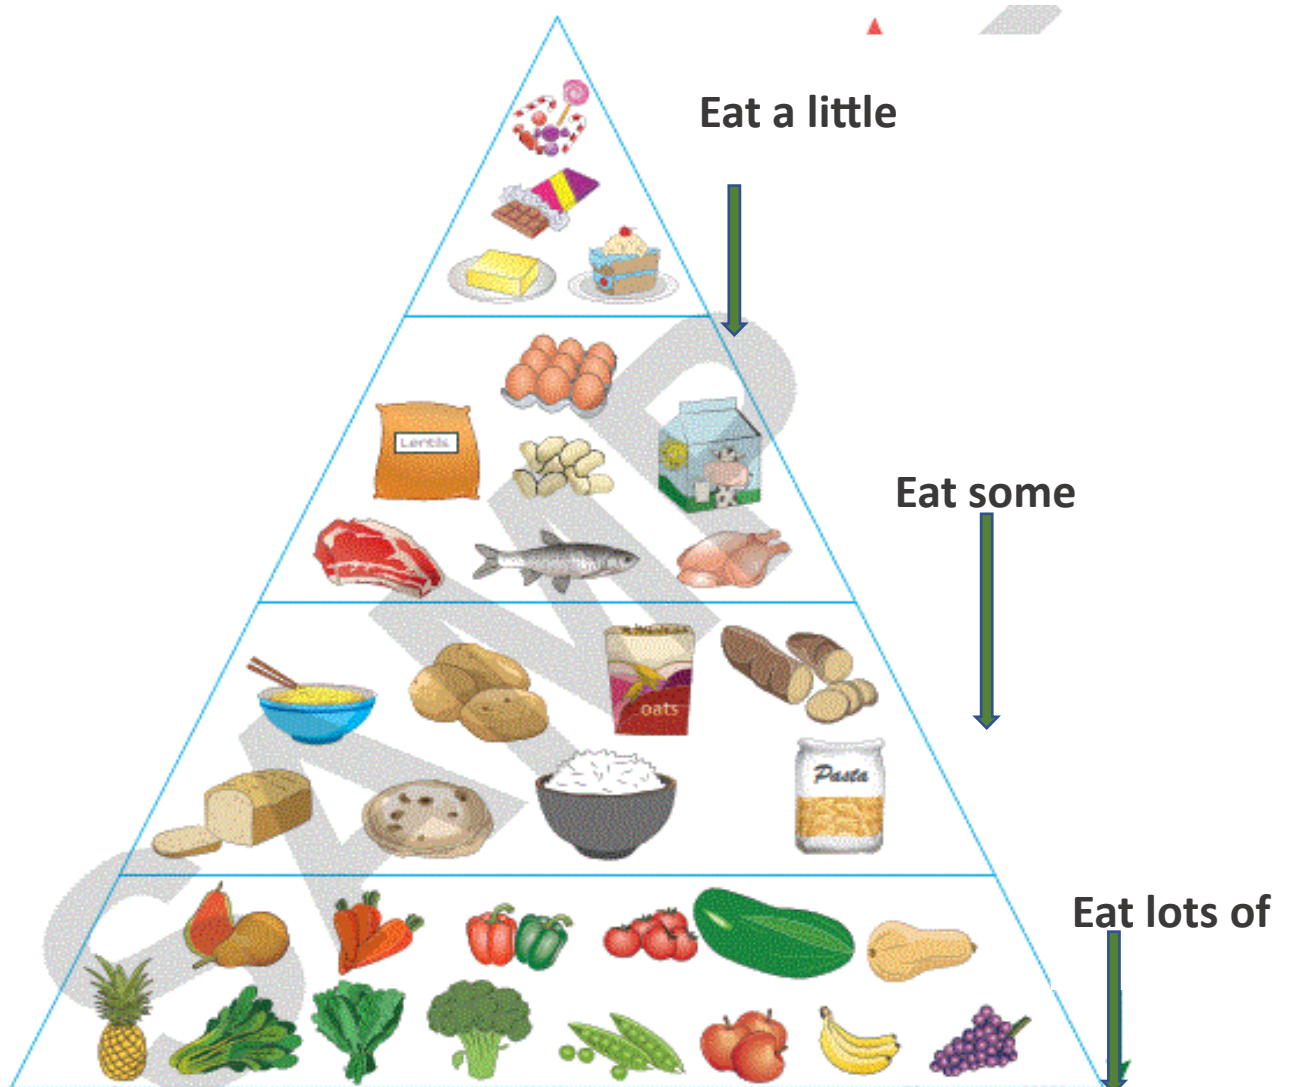 Eat a little
Lentils
Eat some
oats
Pasta
Eat lots of